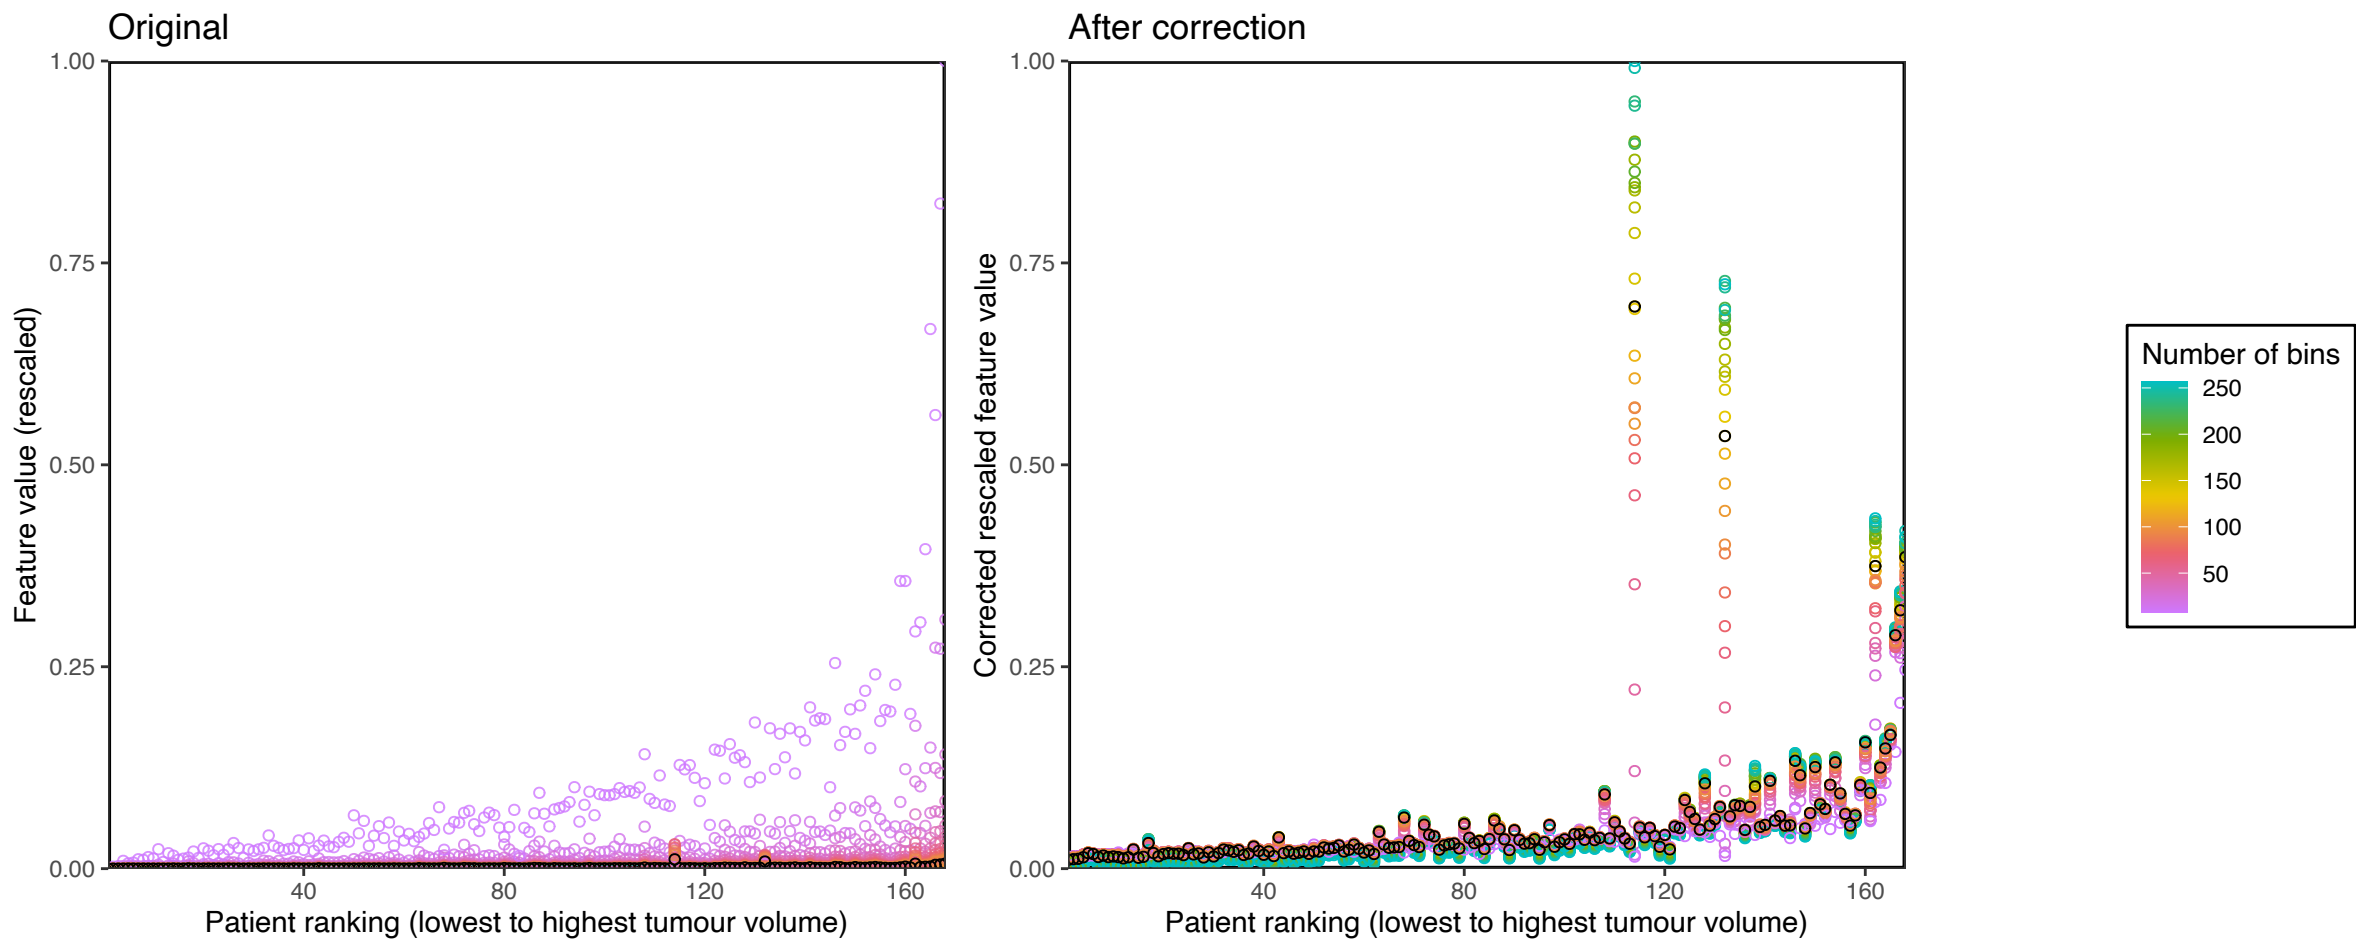 Original
1.00
0.75
0.50
0.25
0.00
Feature value (rescaled)
40 80 120 160
Patient ranking (lowest to highest tumour volume)
After correction
1.00
0.75
0.50
0.25
0.00
Corrected rescaled feature value
40 80 120 160
Patient ranking (lowest to highest tumour volume)
Number of bins
250
200
150
100
50